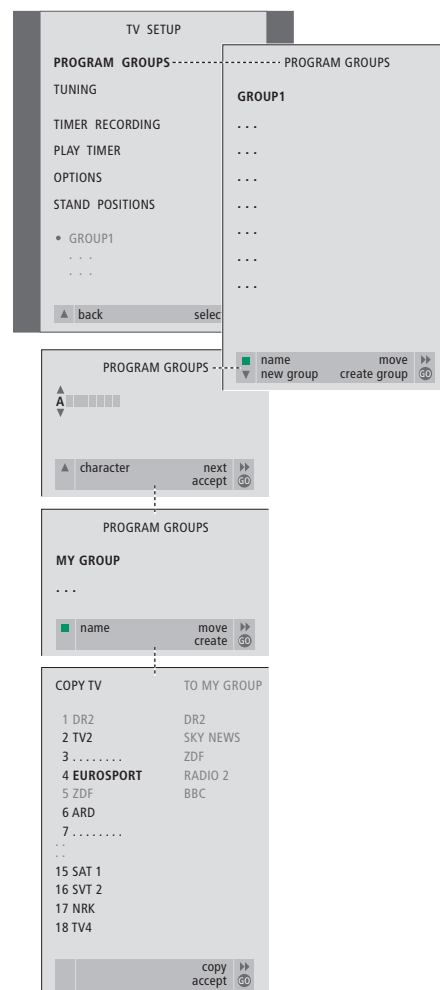 TV SETUP
PROGRAM GROUPS
TUNING
TIMER RECORDING
PLAY TIMER
OPTIONS
STAND POSITIONS
• GROUP1
. . .
. . .
▲ back selec
PROGRAM GROUPS
GROUP1
. . .
. . .
. . .
. . .
. . .
. . .
. . .
name move
new group create group GO
PROGRAM GROUPS
A
▲ character next
accept GO
PROGRAM GROUPS
MY GROUP
. . .
name move
create GO
COPY TV TO MY GROUP
1 DR2 DR2
2 TV2 SKY NEWS
3 . . . . . . . . ZDF
4 EUROSPORT RADIO 2
5 ZDF BBC
6 ARD
7 . . . . . . . .
. .
. .
15 SAT 1
16 SVT 2
17 NRK
18 TV4
copy
accept GO